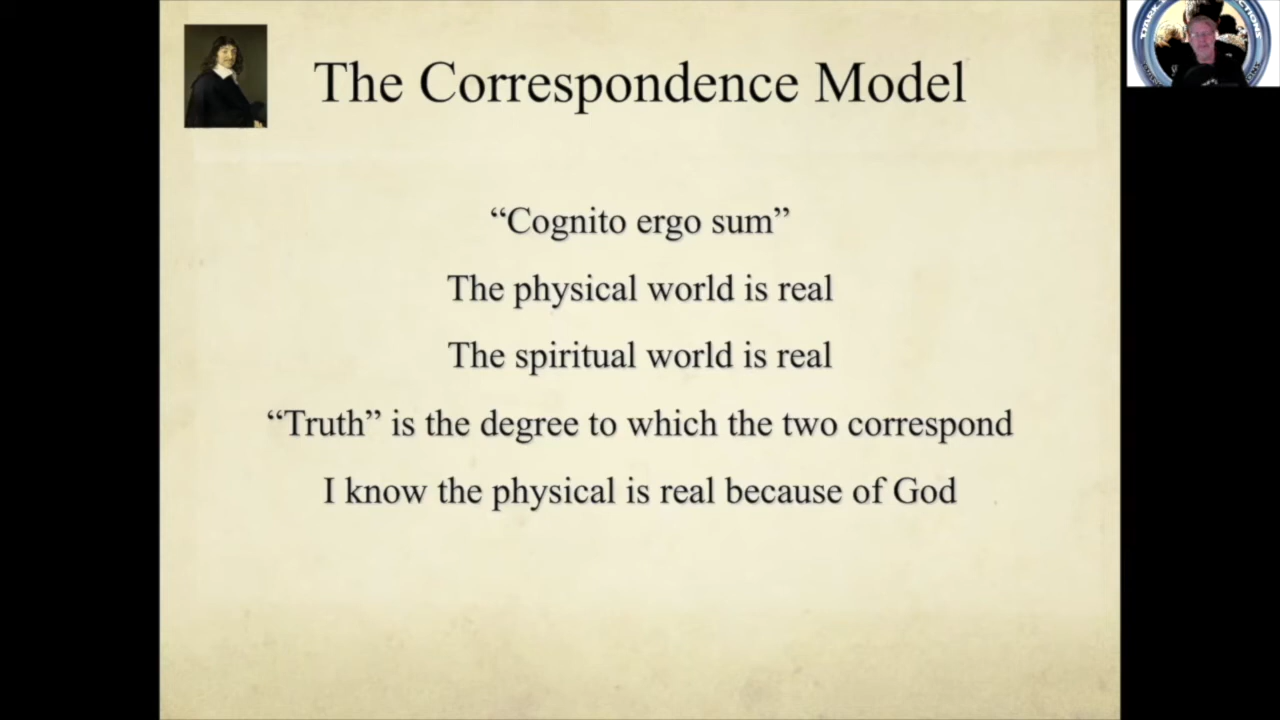 The Correspondence Model
“Cognito ergo sum”
The physical world is real
The spiritual world is real
“Truth” is the degree to which the two correspond
I know the physical is real because of God